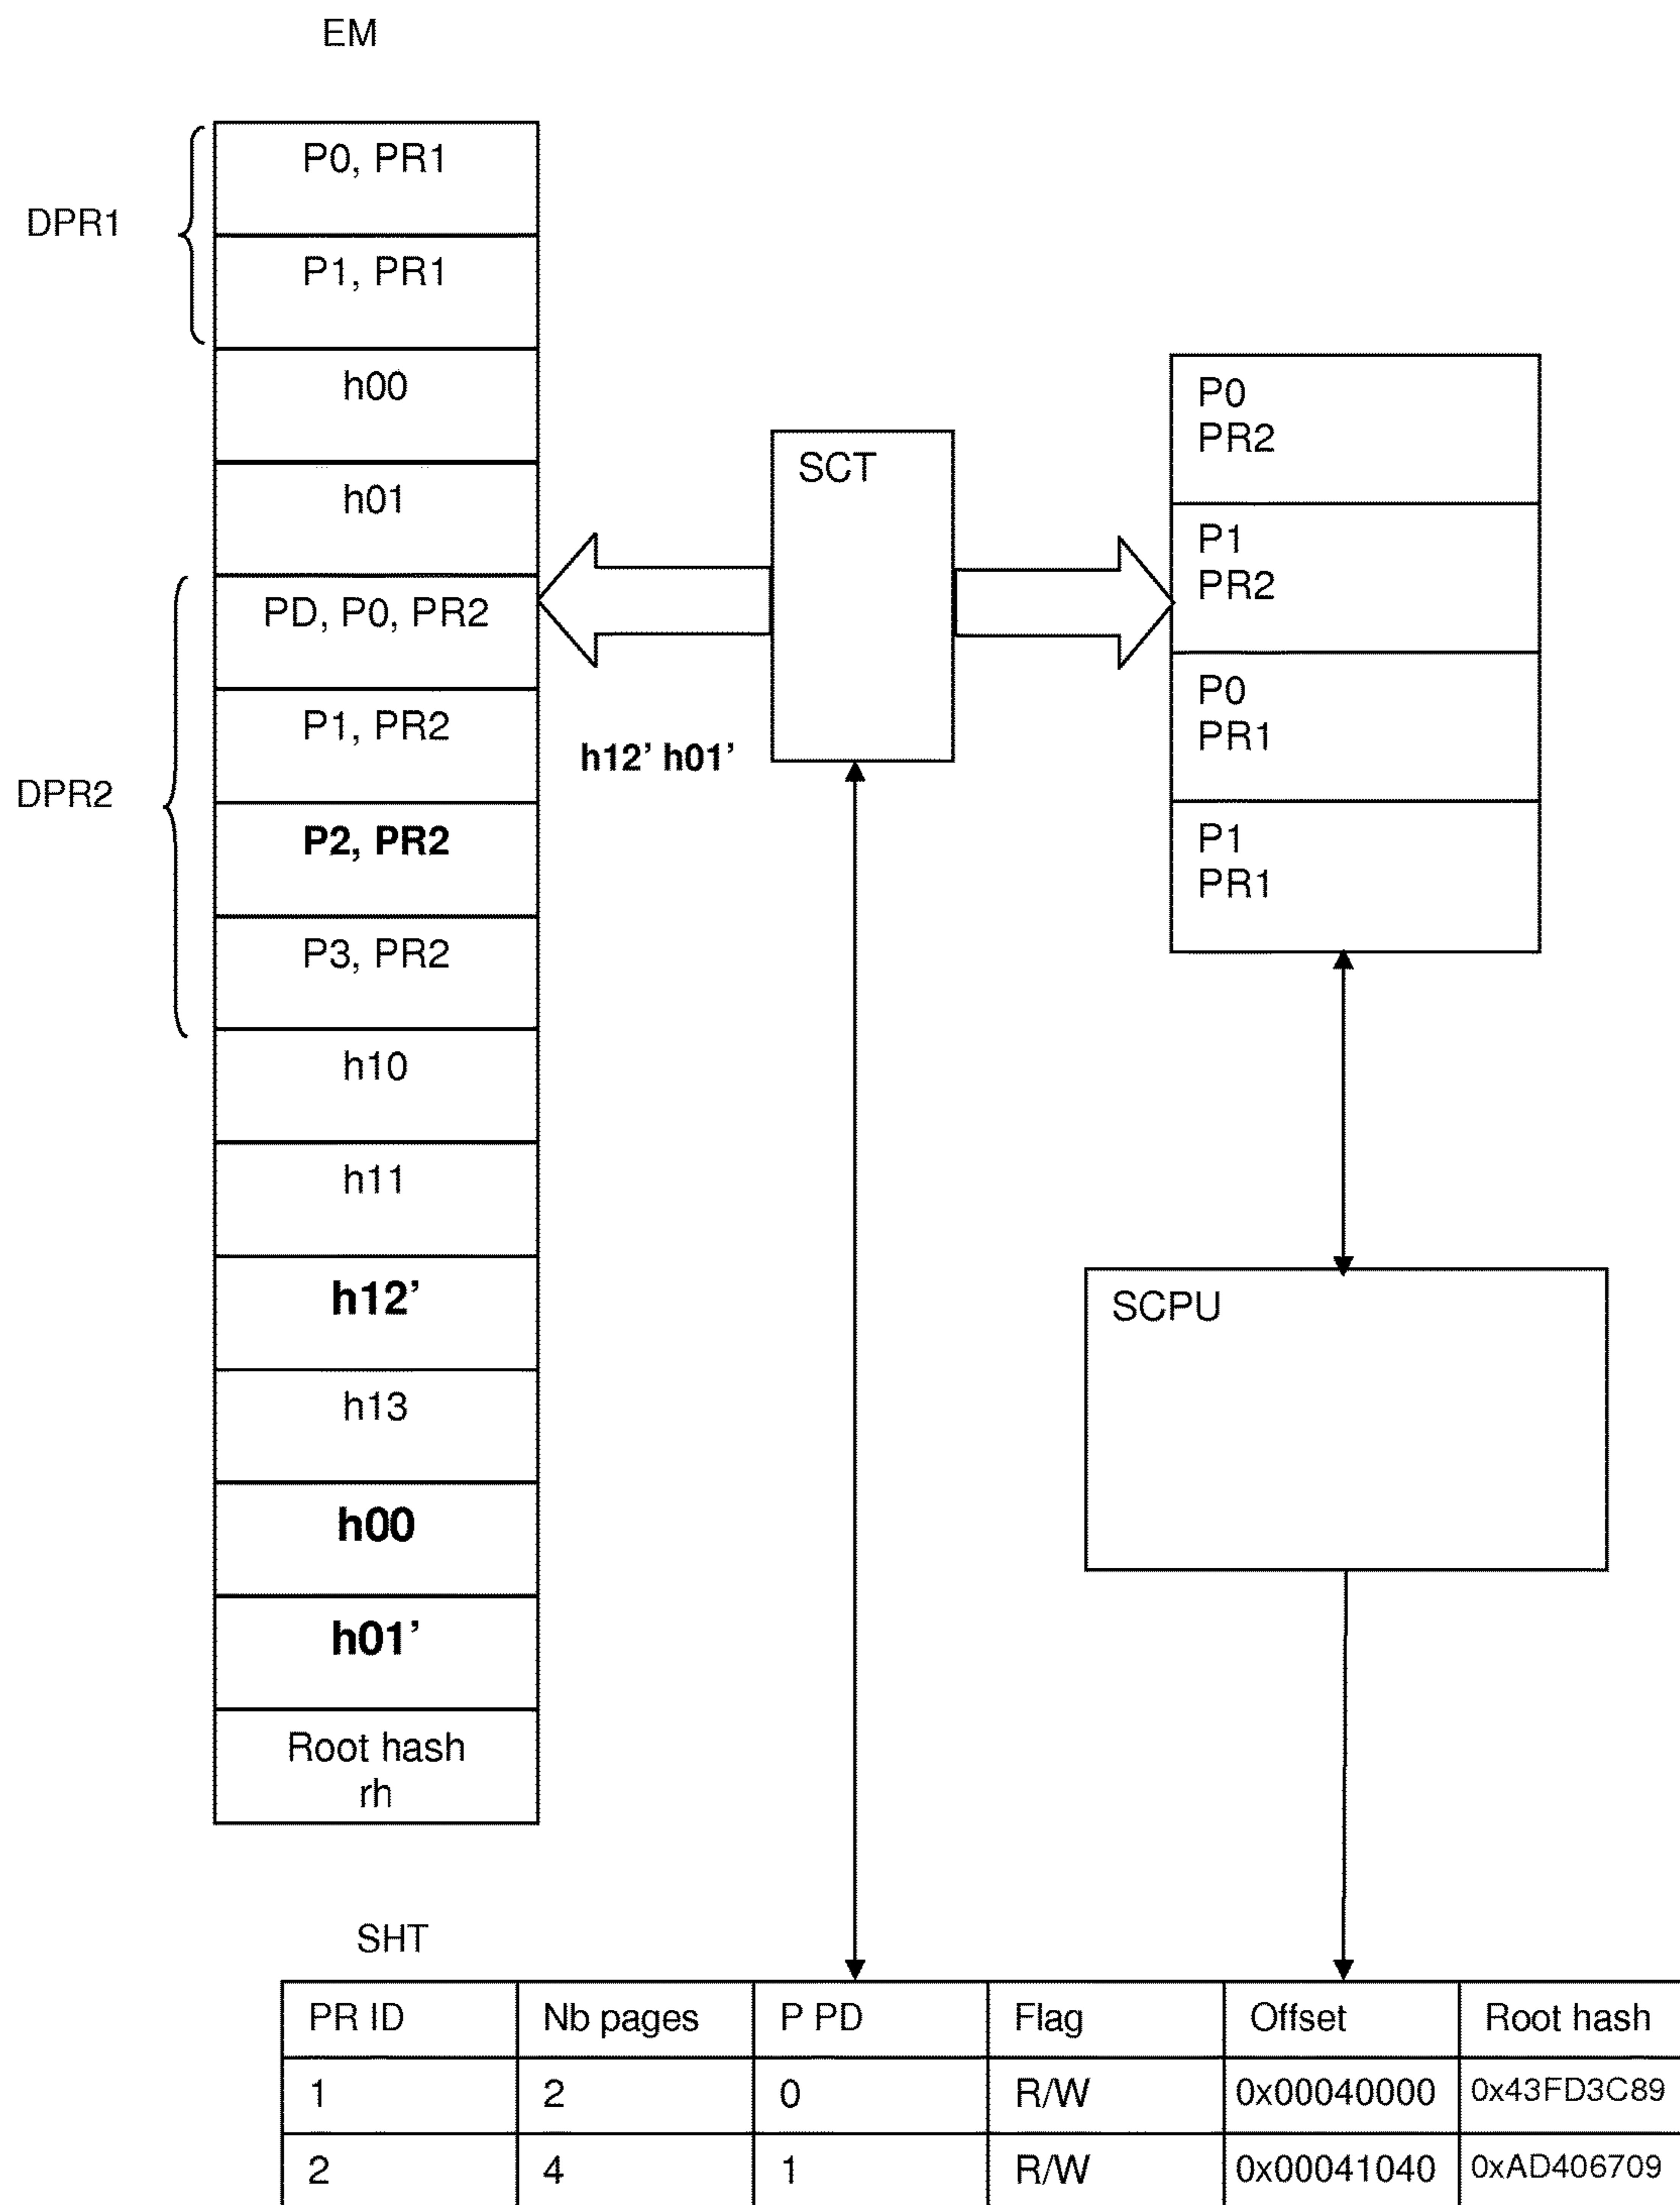 EM
DPR1
P0, PR1
P1, PR1
h00
h01
DPR2
PD, P0, PR2
P1, PR2
P2, PR2
P3, PR2
h10
h11
h12’
h13
h00
h01’
Root hash
rh
SCT
h12’ h01’
P0
PR2
P1
PR2
P0
PR1
P1
PR1
SCPU
SHT
PR ID Nb pages P PD Flag Offset Root hash
1 2 0 R/W 0x00040000 0x43FD3C89
2 4 1 R/W 0x00041040 0xAD406709